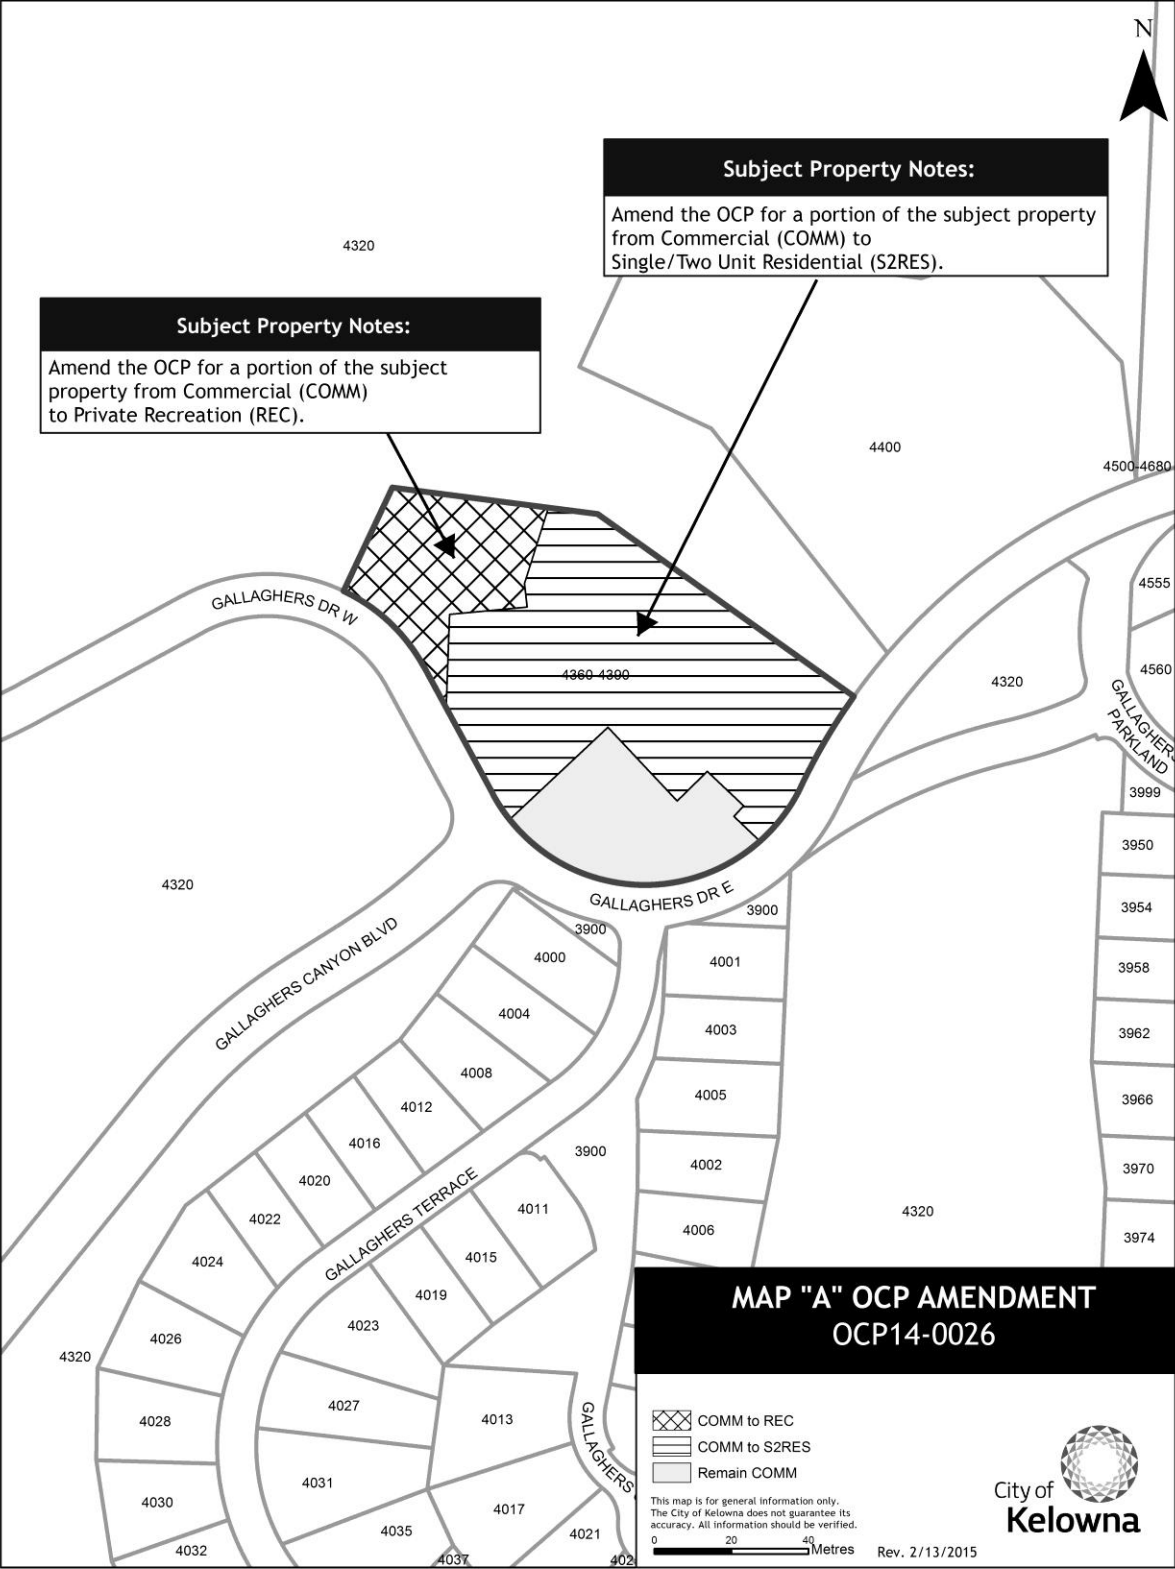 N
Subject Property Notes:
Amend the OCP for a portion of the subject property
from Commercial (COMM) to
Single/Two Unit Residential (S2RES).
4320
Subject Property Notes:
Amend the OCP for a portion of the subject
property from Commercial (COMM)
to Private Recreation (REC).
4400
4500-4680
4555
GALLAGHERS DR W
4560
4360-4390
4320
GALLAGHERS
PARKLAND
3999
3950
4320
GALLAGHERS DR E
3900
3954
3900
4000
4001
3958
GALLAGHERS CANYON BLVD
4004
4003
3962
4008
4005
3966
4012
4016
3900
4002
3970
4020
4011
4022
4006
4320
3974
GALLAGHERS TERRACE
4024
4015
4019
4023
4026
4320
MAP "A" OCP AMENDMENT
OCP14-0026
4027
4028
4013
GALLAGHERS
COMM to REC
COMM to S2RES
Remain COMM
4031
4030
4017
4035
4021
4032
4037
This map is for general information only.
The City of Kelowna does not guarantee its
accuracy. All information should be verified.
0 20 40 Metres
Rev. 2/13/2015
City of
Kelowna